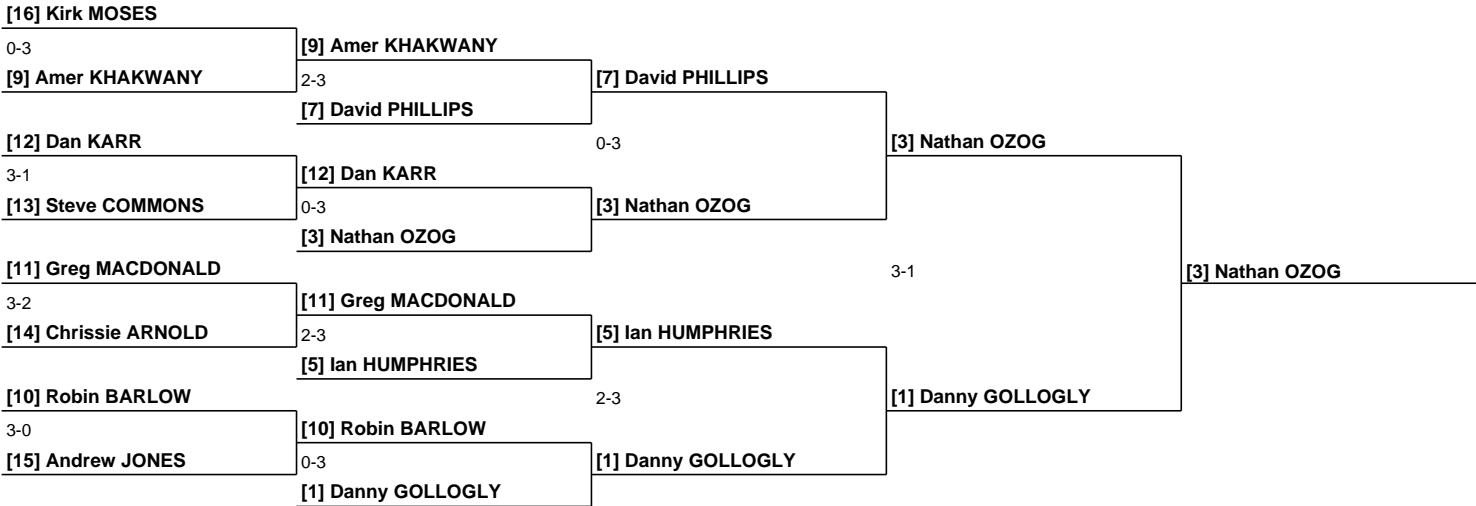 [16] Kirk MOSES
0-3
[9] Amer KHAKWANY
[9] Amer KHAKWANY
2-3
[7] David PHILLIPS
[7] David PHILLIPS
[12] Dan KARR
0-3
[3] Nathan OZOG
3-1
[12] Dan KARR
[13] Steve COMMONS
0-3
[3] Nathan OZOG
[3] Nathan OZOG
[11] Greg MACDONALD
3-1
[3] Nathan OZOG
3-2
[11] Greg MACDONALD
[14] Chrissie ARNOLD
2-3
[5] Ian HUMPHRIES
[5] Ian HUMPHRIES
[10] Robin BARLOW
2-3
[1] Danny GOLLOGLY
3-0
[10] Robin BARLOW
[15] Andrew JONES
0-3
[1] Danny GOLLOGLY
[1] Danny GOLLOGLY